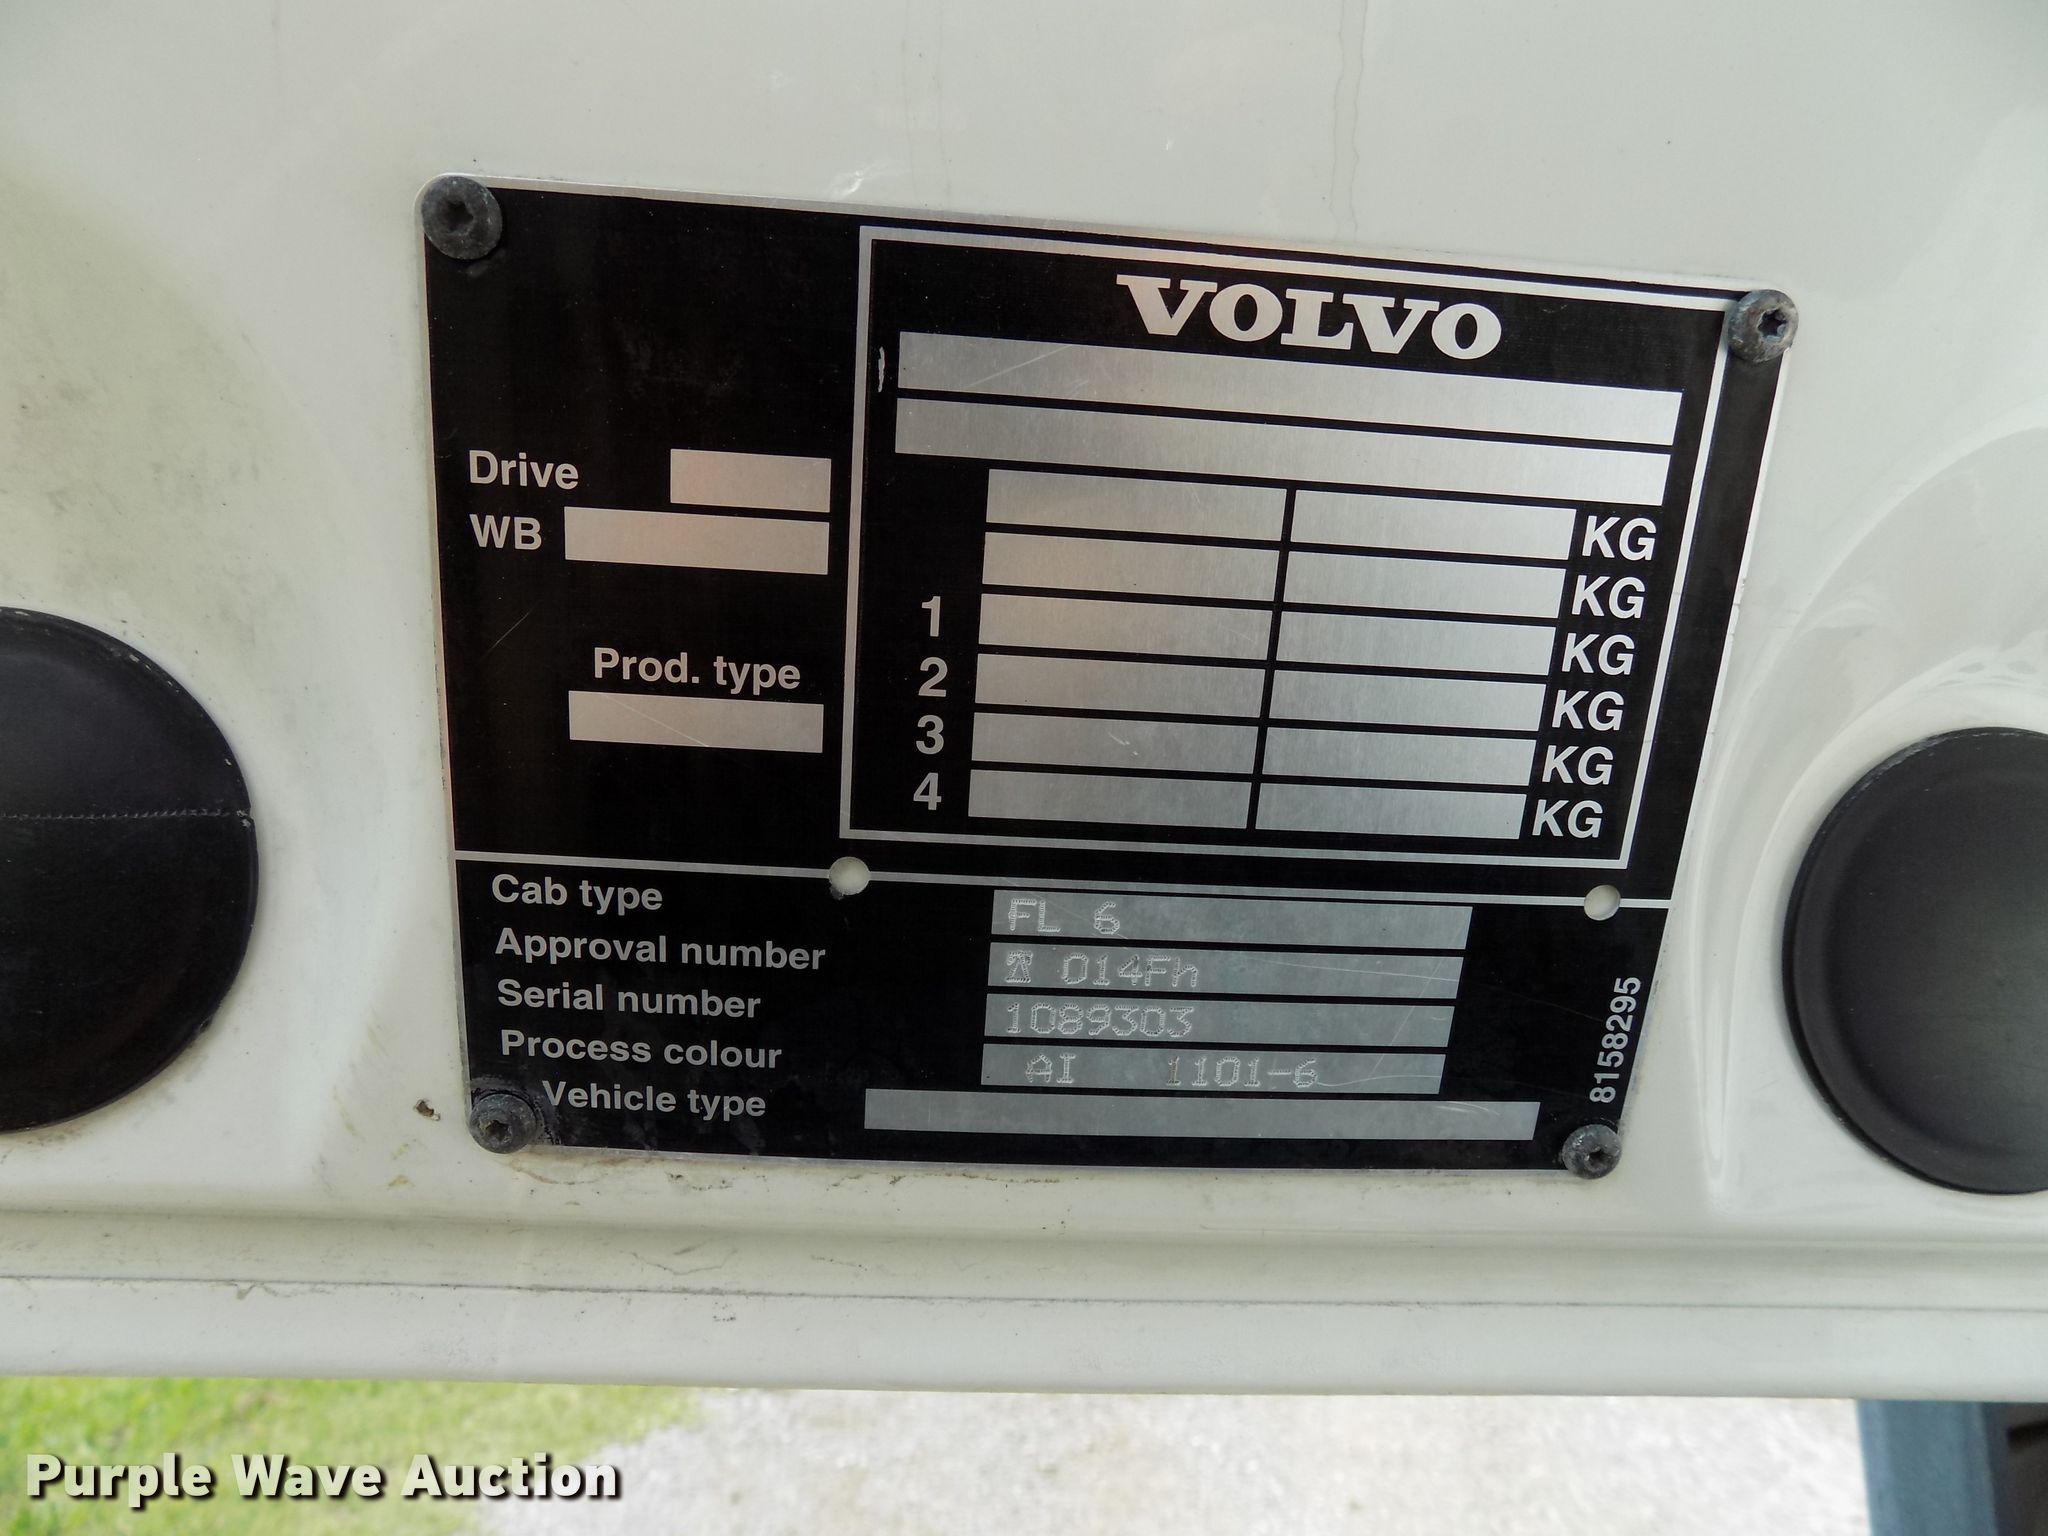 VOLVO
Drive
WB
Prod. type
KG
KG
1 KG
2 KG
3 KG
4 KG
Cab type FL 6
Approval number 014Fh
Serial number 1089303
Process colour AI 1101-6
Vehicle type
8158295
Purple Wave Auction